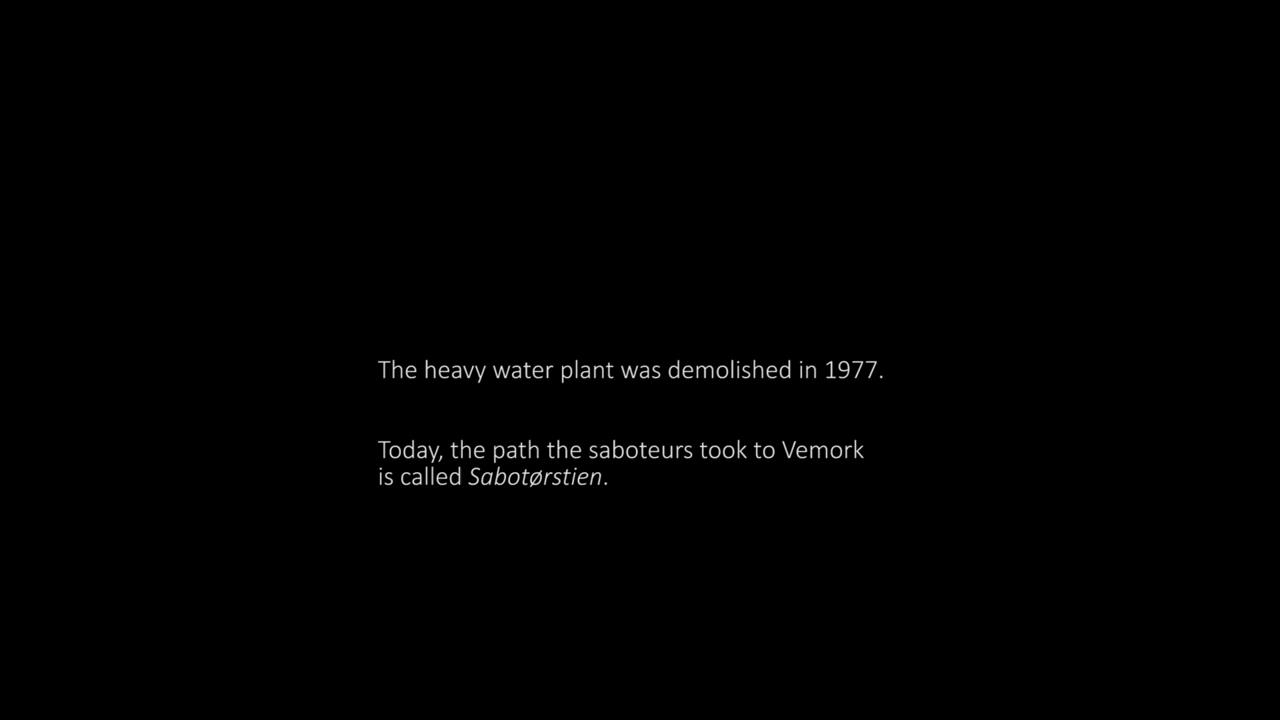 The heavy water plant was demolished in 1977.
Today, the path the saboteurs took to Vemork
is called Sabotørstien.